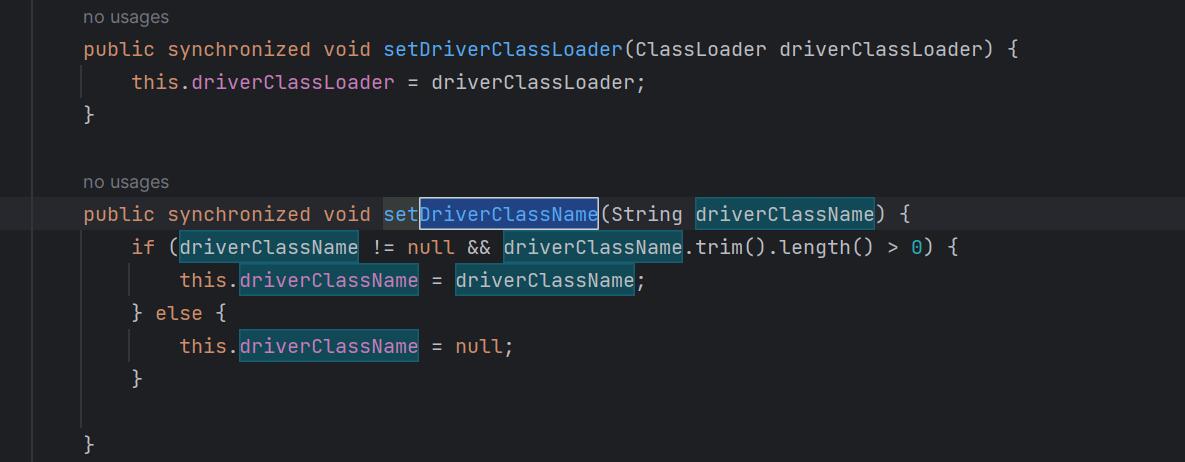 no usages
public synchronized void setDriverClassLoader(ClassLoader driverClassLoader) {
this.driverClassLoader = driverClassLoader;
}
no usages
public synchronized void setDriverClassName(String driverClassName) {
if (driverClassName != null && driverClassName.trim().length() > 0) {
this.driverClassName = driverClassName;
} else {
this.driverClassName = null;
}
}